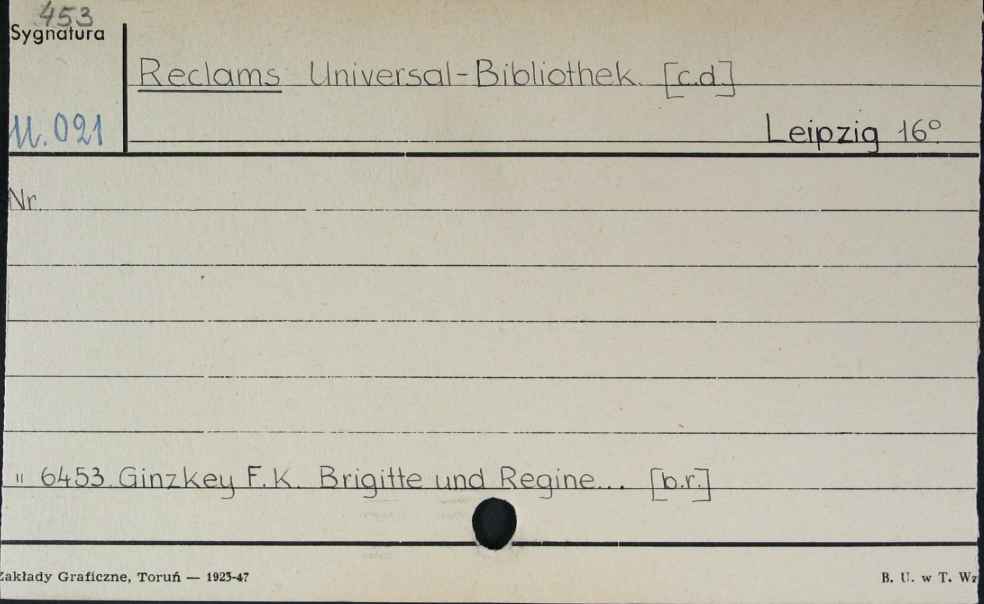 453
Sygnatura
Reclams Universal-Bibliothek. [c.d.]
U.021
Leipzig 16°.
Nr.
" 6453. Ginzkey F.K. Brigitte und Regine... [b.r.]
Zakłady Graficzne, Toruń — 1923-47
B. U. w T. Wz